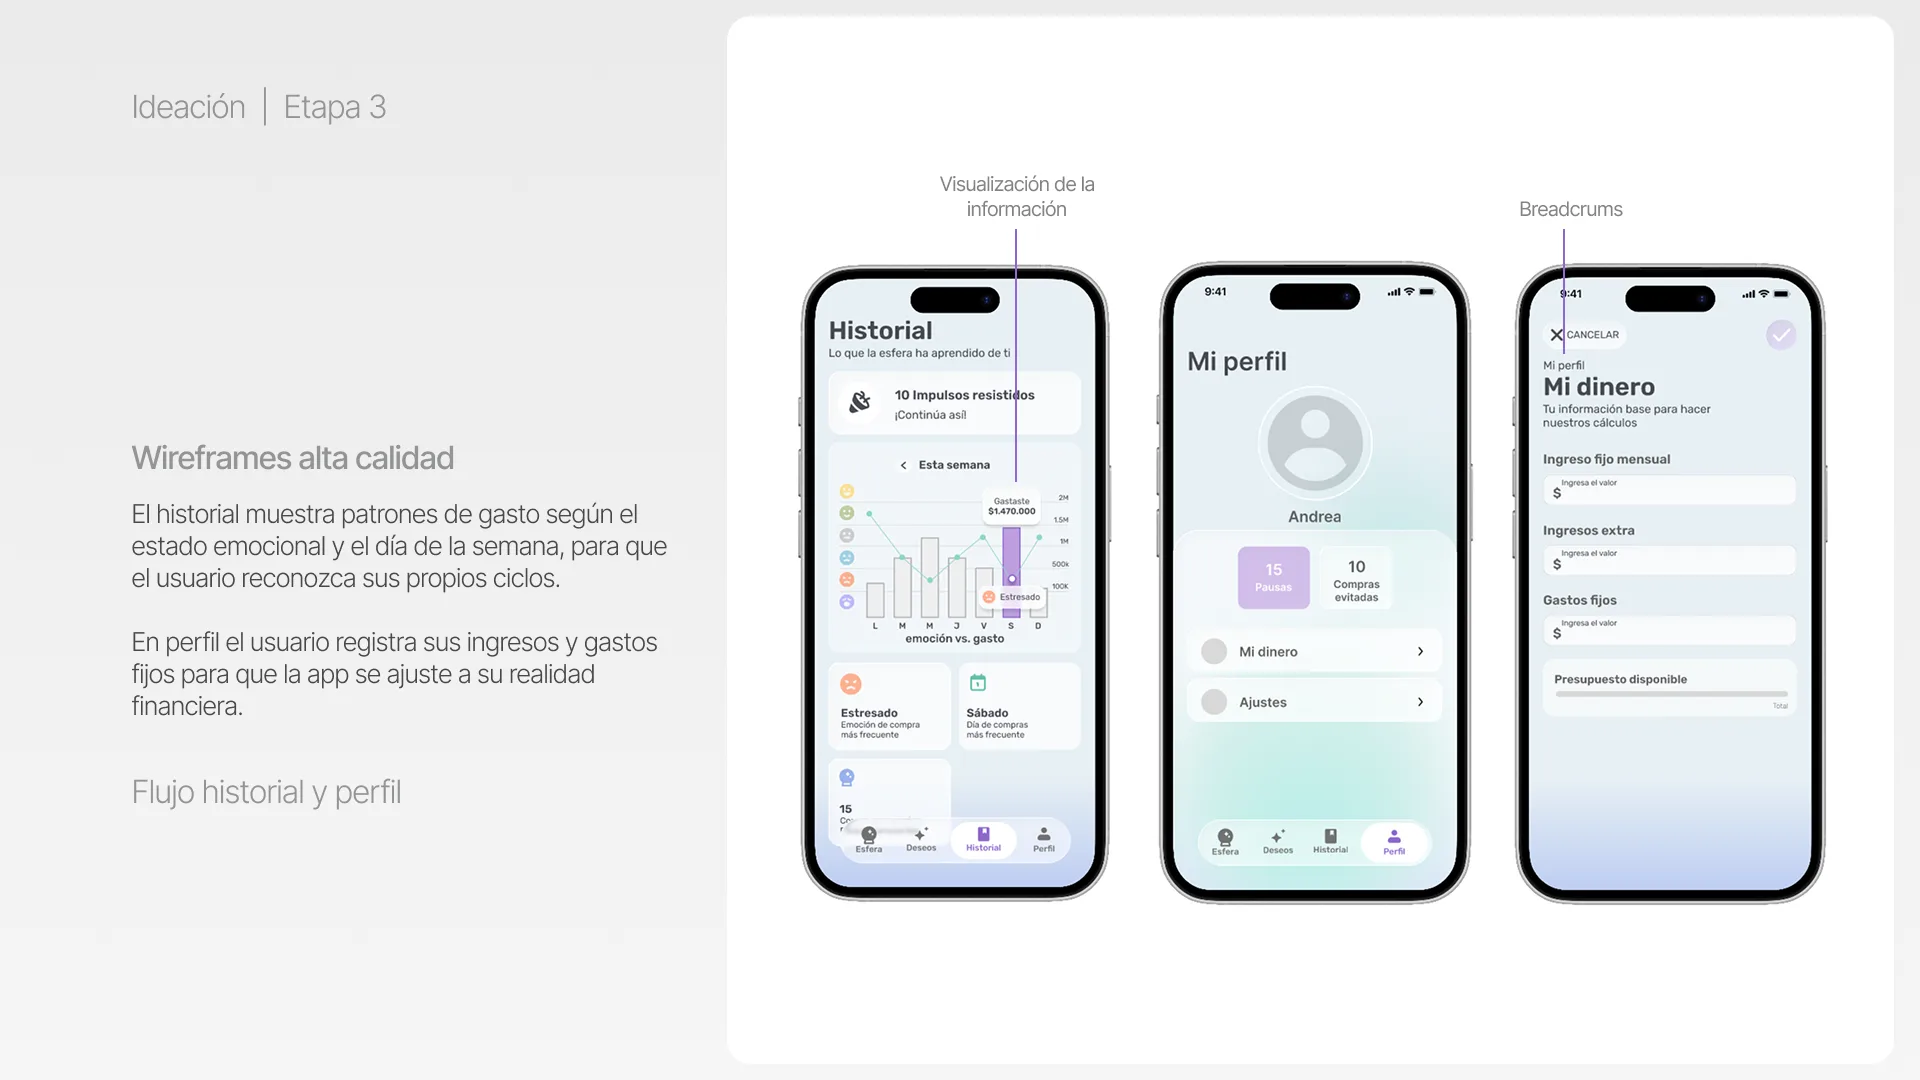 Ideación | Etapa 3
Wireframes alta calidad
El historial muestra patrones de gasto según el
estado emocional y el día de la semana, para que
el usuario reconozca sus propios ciclos.
En perfil el usuario registra sus ingresos y gastos
fijos para que la app se ajuste a su realidad
financiera.
Flujo historial y perfil
Visualización de la
información
Historial
Lo que la esfera ha aprendido de ti
10 Impulsos resistidos
¡Continúa así!
Esta semana
Gastaste
$1.470.000
2M
1.5M
1M
500k
100K
Estresado
L M M J V S D
emoción vs. gasto
Estresado
Emoción de compra
más frecuente
Sábado
Día de compras
más frecuente
15
Esfera
Deseos
Historial
Perfil
9:41
Mi perfil
Andrea
15
Pausas
10
Compras
evitadas
Mi dinero
Ajustes
Esfera
Deseos
Historial
Perfil
Breadcrums
9:41
CANCELAR
Mi perfil
Mi dinero
Tu información base para hacer
nuestros cálculos
Ingreso fijo mensual
Ingresa el valor
$
Ingresos extra
Ingresa el valor
$
Gastos fijos
Ingresa el valor
$
Presupuesto disponible
Total